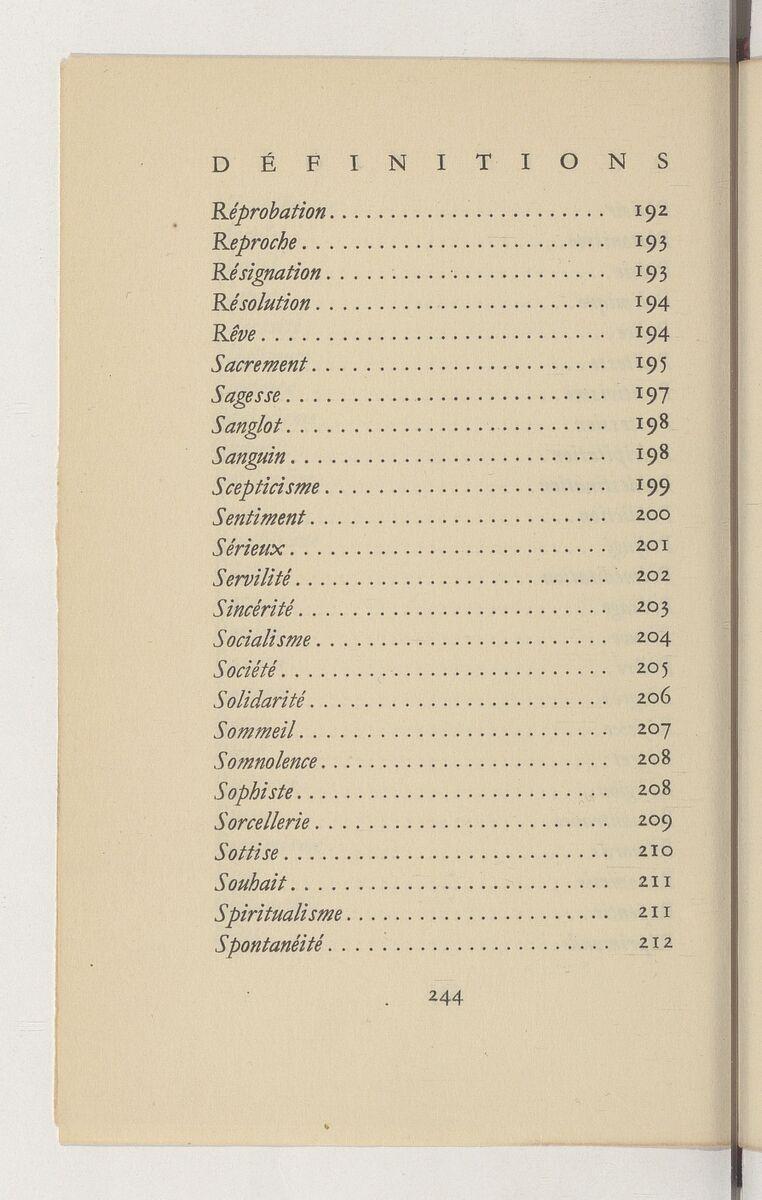 DÉFINITIONS
Réprobation........................ 192
Reproche.......................... 193
Résignation........................ 193
Résolution......................... 194
Rêve.............................. 194
Sacrement......................... 195
Sagesse........................... 197
Sanglot........................... 198
Sanguin........................... 198
Scepticisme........................ 199
Sentiment......................... 200
Sérieux........................... 201
Servilité........................... 202
Sincérité.......................... 203
Socialisme......................... 204
Société............................ 205
Solidarité.......................... 206
Sommeil........................... 207
Somnolence........................ 208
Sophiste........................... 208
Sorcellerie......................... 209
Sottise............................ 210
Souhait........................... 211
Spiritualisme....................... 211
Spontanéité........................ 212
244